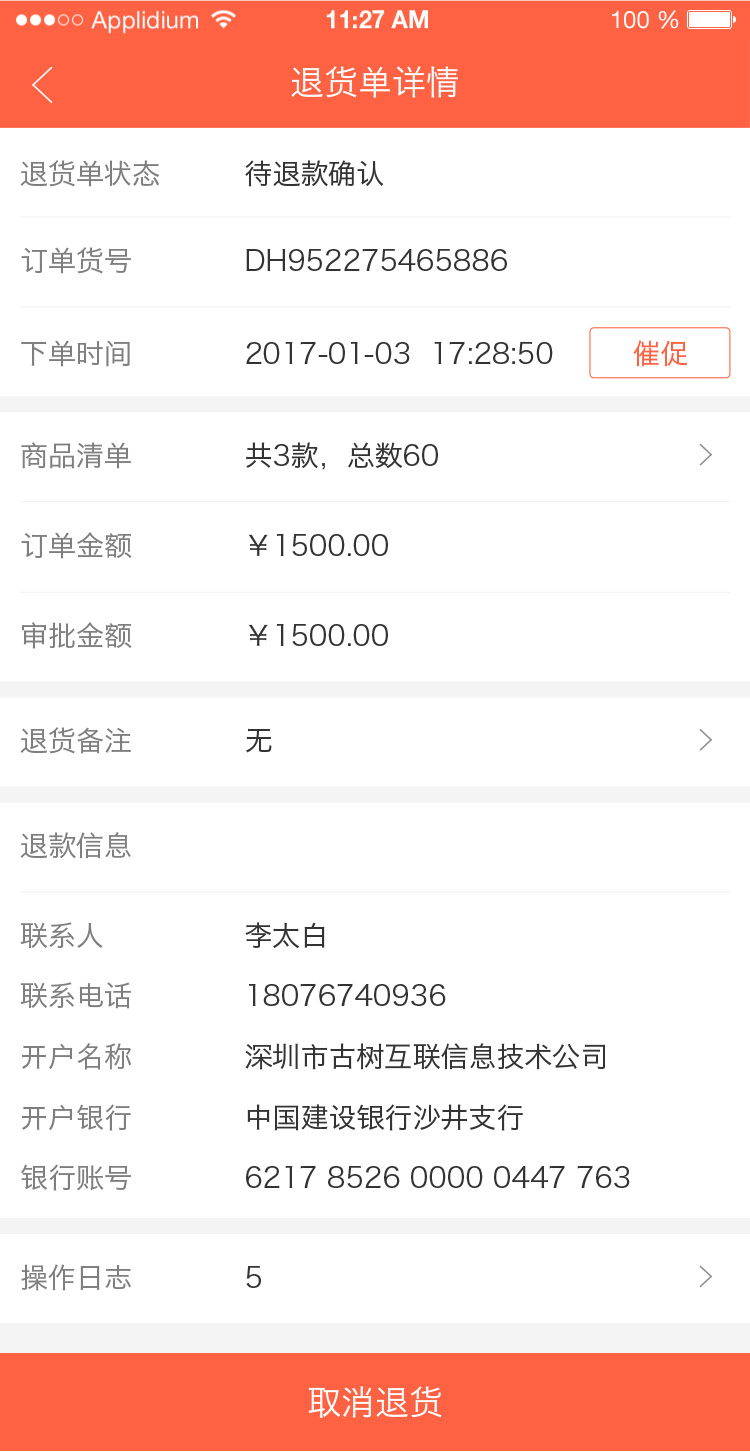 Applidium 11:27 AM 100 %
退货单详情
退货单状态 待退款确认
订单货号 DH952275465886
下单时间 2017-01-03 17:28:50 催促
商品清单 共3款，总数60
订单金额 ￥1500.00
审批金额 ￥1500.00
退货备注 无
退款信息
联系人 李太白
联系电话 18076740936
开户名称 深圳市古树互联信息技术公司
开户银行 中国建设银行沙井支行
银行账号 6217 8526 0000 0447 763
操作日志 5
取消退货